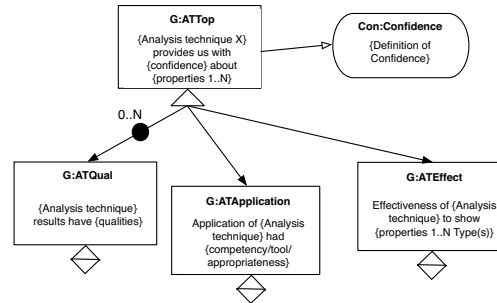 G:ATTop
{Analysis technique X}
provides us with
{confidence} about
{properties 1..N}
Con:Confidence
{Definition of
Confidence}
0..N
G:ATQual
{Analysis technique}
results have {qualities}
G:ATApplication
Application of {Analysis
technique} had
{competency/tool/
appropriateness}
G:ATEffect
Effectiveness of {Analysis
technique} to show
{properties 1..N Type(s)}